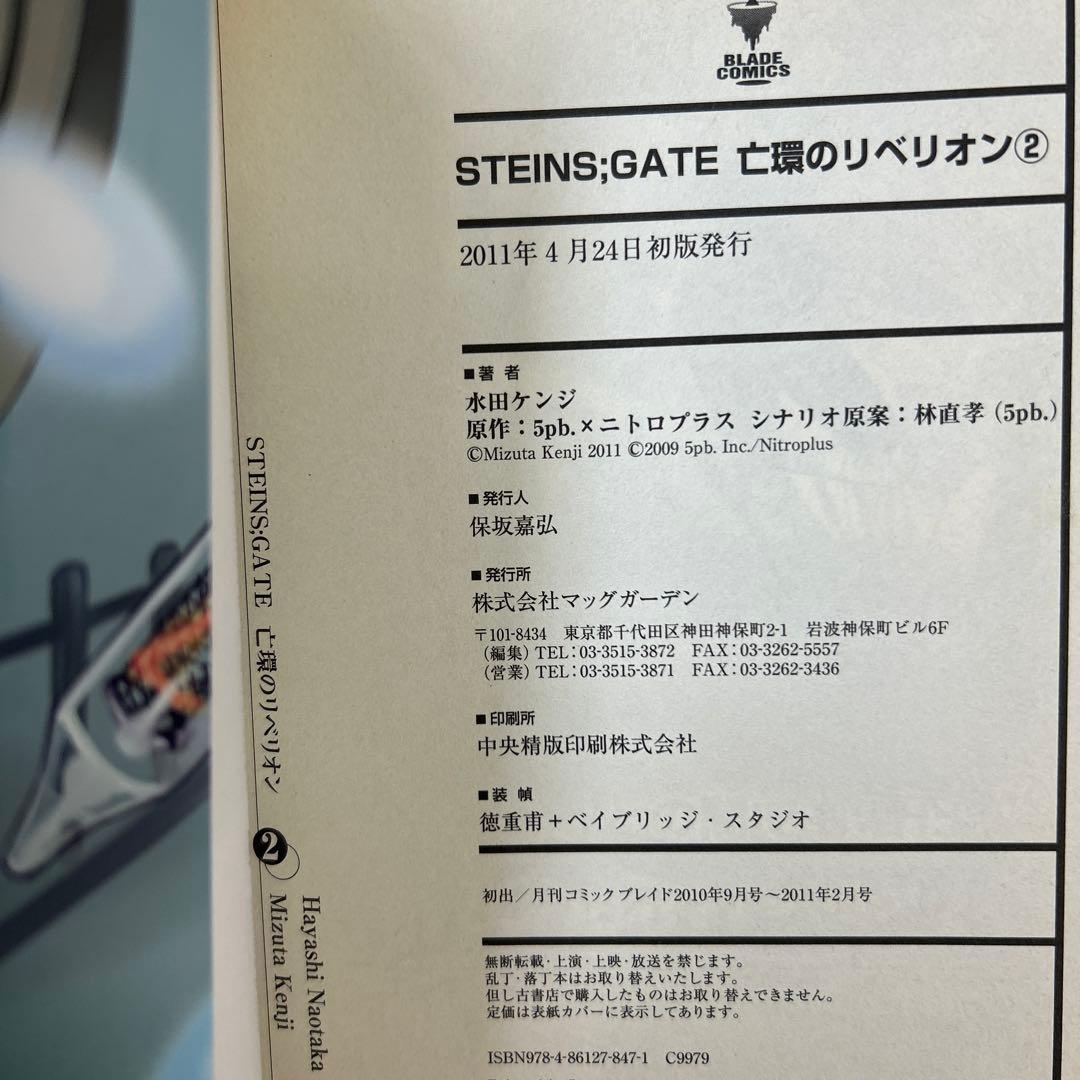 BLADE
COMICS
STEINS;GATE 亡環のリベリオン②
2011年4月24日初版発行
■著 者
水田ケンジ
原作：5pb.×ニトロプラス シナリオ原案：林直孝（5pb.）
©Mizuta Kenji 2011 ©2009 5pb. Inc./Nitroplus
■発行人
保坂嘉弘
■発行所
株式会社マッグガーデン
〒101-8434 東京都千代田区神田神保町2-1 岩波神保町ビル6F
（編集）TEL：03-3515-3872 FAX：03-3262-5557
（営業）TEL：03-3515-3871 FAX：03-3262-3436
■印刷所
中央精版印刷株式会社
■装 幀
徳重甫＋ベイブリッジ・スタジオ
初出／月刊コミックブレイド2010年9月号～2011年2月号
無断転載・上演・上映・放送を禁じます。
乱丁・落丁本はお取り替えいたします。
但し古書店で購入したものはお取り替えできません。
定価は表紙カバーに表示してあります。
ISBN978-4-86127-847-1 C9979
STEINS;GATE 亡環のリベリオン ❷
Hayashi Naotaka
Mizuta Kenji